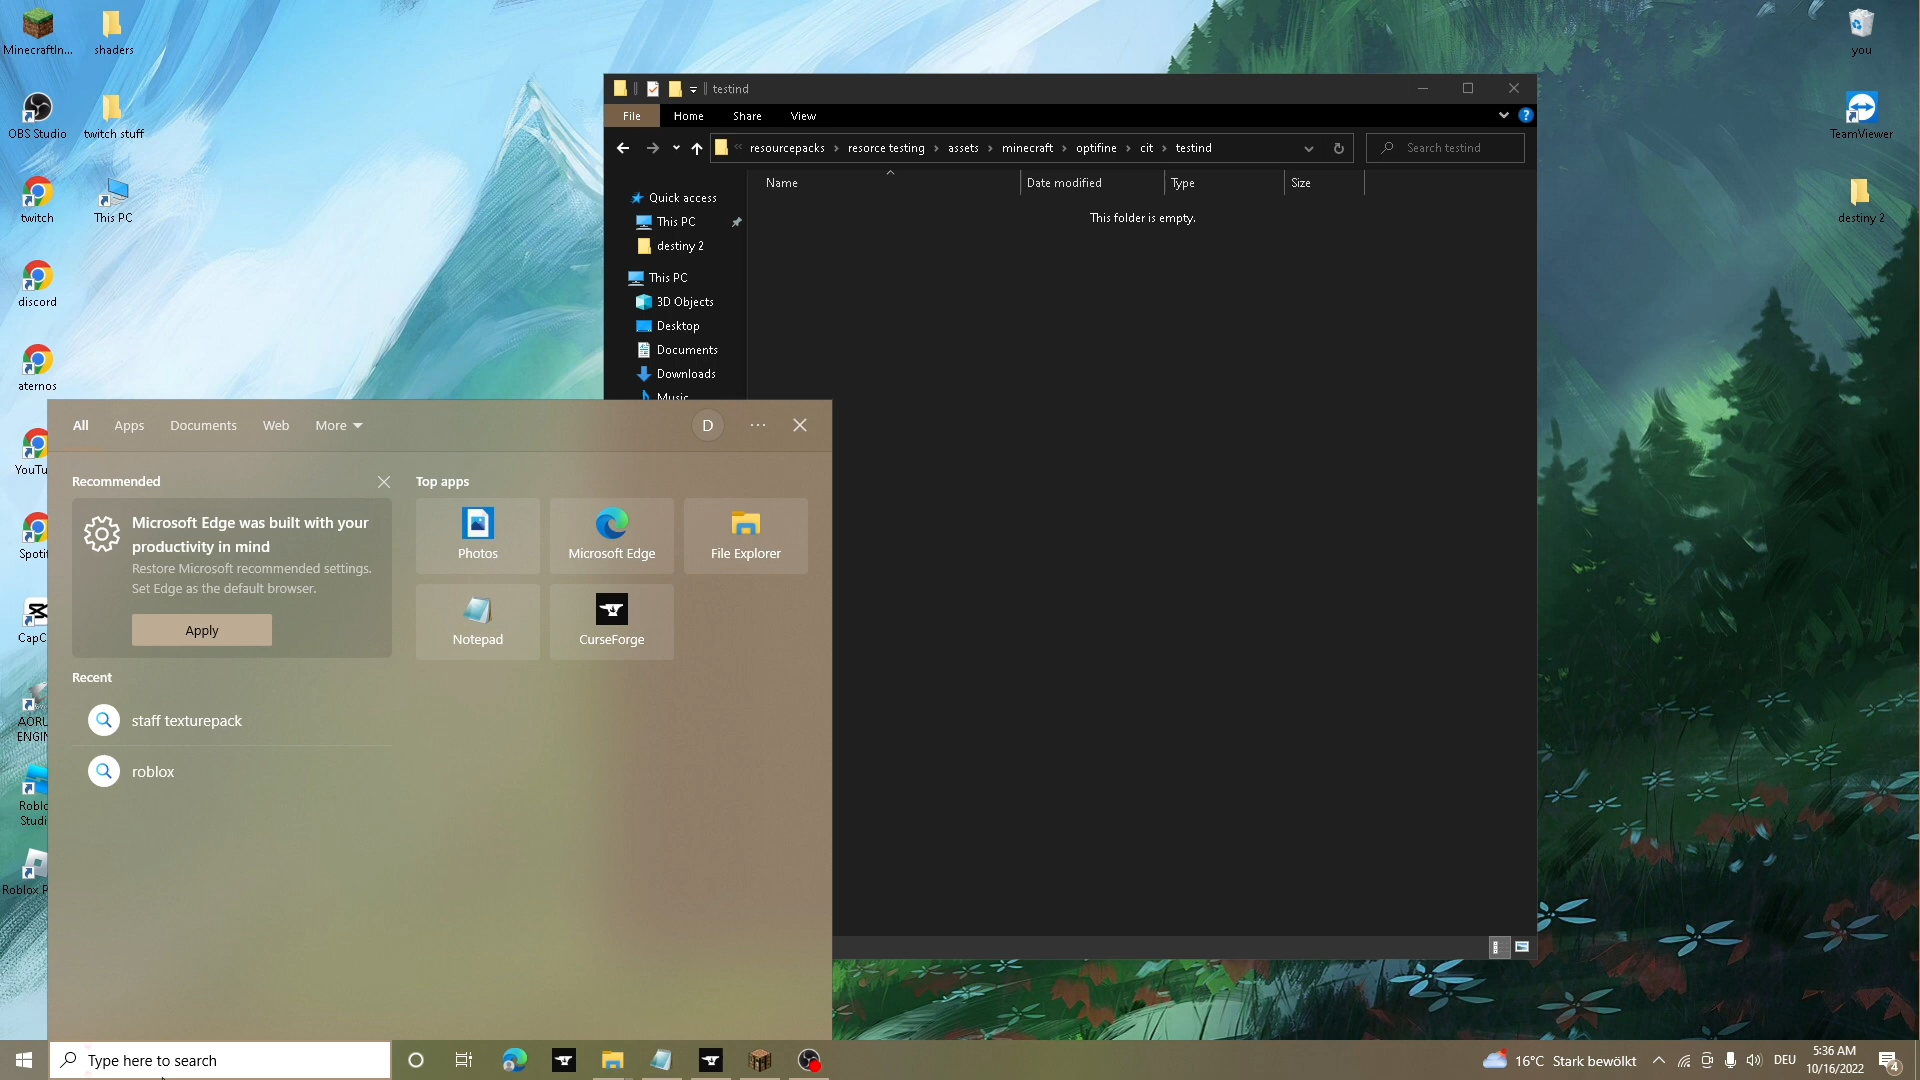 MinecraftIn...
shaders
OBS Studio
twitch stuff
twitch
This PC
discord
aternos
YouTu
Spotif
CapC
AORU
ENGIN
Roblo
Studi
Roblox P
you
TeamViewer
destiny 2
testind
File
Home
Share
View
resourcepacks
resorce testing
assets
minecraft
optifine
cit
testind
Search testind
Name
Date modified
Type
Size
This folder is empty.
Quick access
This PC
destiny 2
This PC
3D Objects
Desktop
Documents
Downloads
Music
All
Apps
Documents
Web
More
D
Recommended
Microsoft Edge was built with your
productivity in mind
Restore Microsoft recommended settings.
Set Edge as the default browser.
Apply
Recent
staff texturepack
roblox
Top apps
Photos
Microsoft Edge
File Explorer
Notepad
CurseForge
Type here to search
16°C Stark bewölkt
DEU
5:36 AM
10/16/2022
4